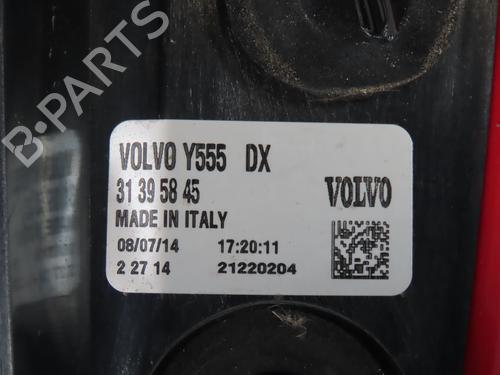 B-PARTS
VOLVO Y555 DX
31 39 58 45
VOLVO
MADE IN ITALY
08/07/14 17:20:11
2 27 14 21220204